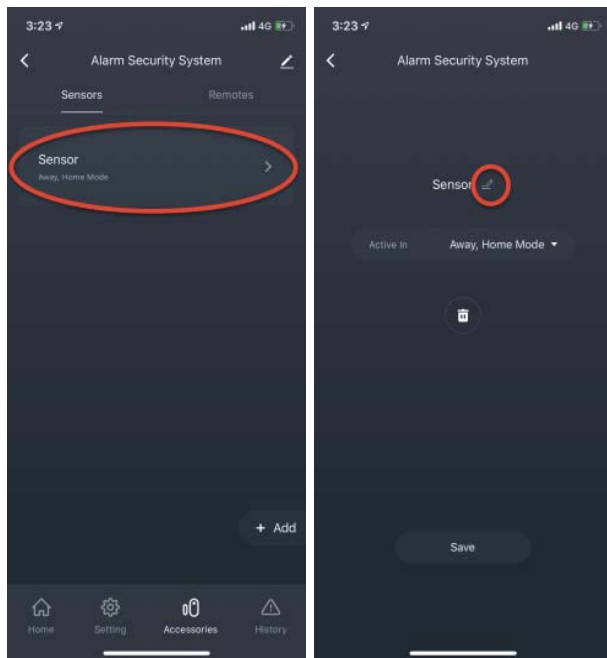 3:23
4G
Alarm Security System
Sensors
Remotes
Sensor
Away, Home Mode
+ Add
Home
Setting
Accessories
History
3:23
4G
Alarm Security System
Sensor
Active In
Away, Home Mode
Save